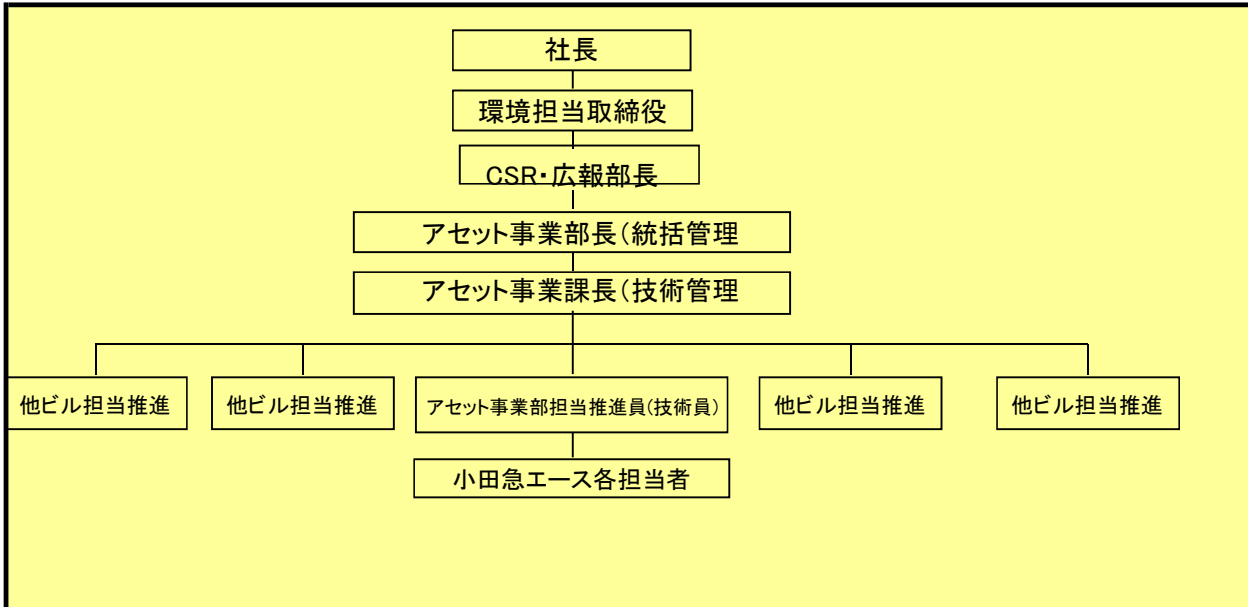 社長
環境担当取締役
CSR・広報部長
アセット事業部長(統括管理
アセット事業課長(技術管理
他ビル担当推進
他ビル担当推進
アセット事業部担当推進員(技術員)
他ビル担当推進
他ビル担当推進
小田急エース各担当者